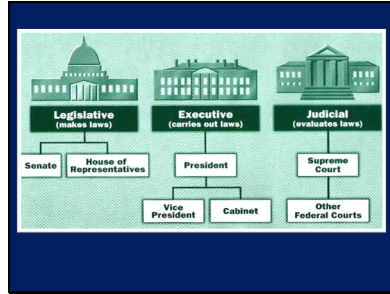 Legislative
(makes laws)
Executive
(carries out laws)
Judicial
(evaluates laws)
Senate
House of
Representatives
President
Supreme
Court
Vice
President
Cabinet
Other
Federal Courts